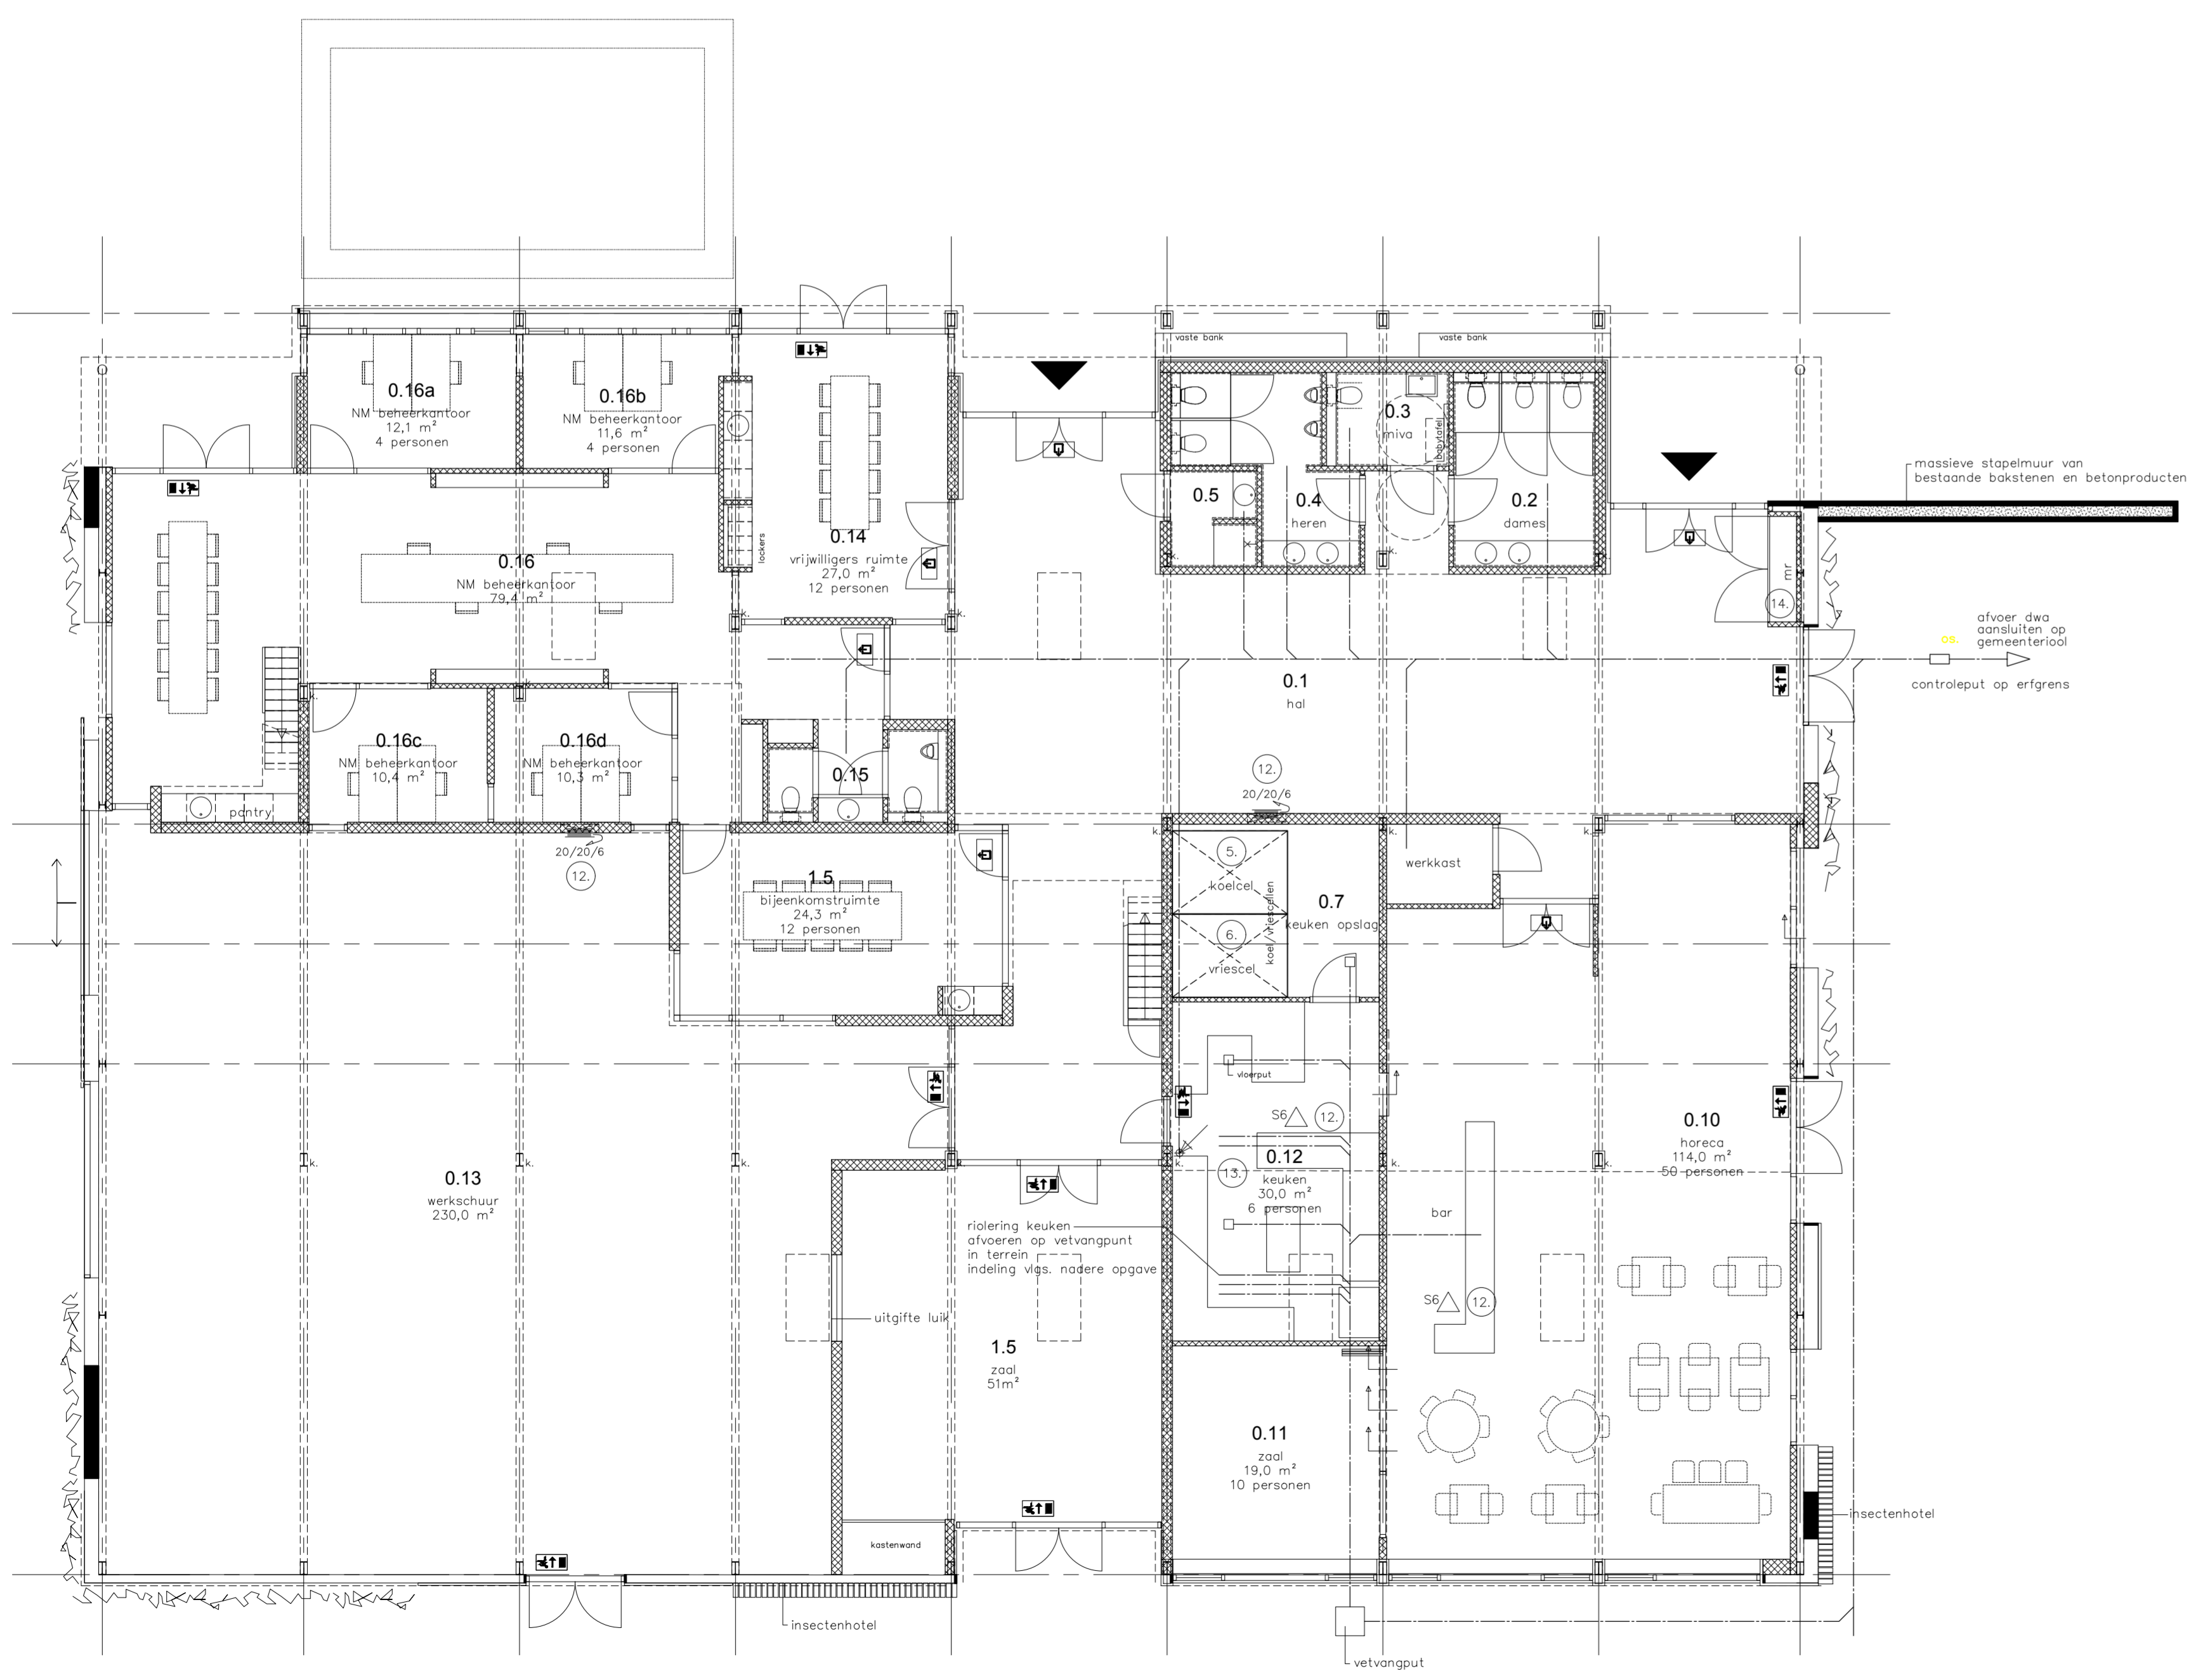 vaste bank
vaste bank
0.16a
NM beheerkantoor
12,1 m²
4 personen
0.16b
NM beheerkantoor
11,6 m²
4 personen
0.3
miva
babytafel
massieve stapelmuur van
bestaande bakstenen en betonproducten
0.5
0.4
heren
0.2
dames
0.14
vrijwilligers ruimte
27,0 m²
12 personen
lockers
0.16
NM beheerkantoor
79,4 m²
k.
k.
k.
k.
k.
mr
14.
05.
afvoer dwa
aansluiten op
gemeenteriool
controleput op erfgrens
0.1
hal
k.
k.
0.16c
NM beheerkantoor
10,4 m²
0.16d
NM beheerkantoor
10,3 m²
0.15
pantry
12.
20/20/6
20/20/6
12.
k.
k.
k.
werkkast
1.5
bijeenkomstruimte
24,3 m²
12 personen
5.
koelcel
6.
vriescel
koel/vriescellen
0.7
keuken opslag
vloerput
S6
12.
0.10
horeca
114,0 m²
50 personen
k.
k.
k.
k.
k.
k.
k.
0.13
werkschuur
230,0 m²
13.
0.12
keuken
30,0 m²
6 personen
bar
riolering keuken
afvoeren op vetvangpunt
in terrein
indeling vlgs. nadere opgave
S6
12.
uitgifte luik
1.5
zaal
51m²
0.11
zaal
19,0 m²
10 personen
kastenwand
insectenhotel
insectenhotel
vetvangput